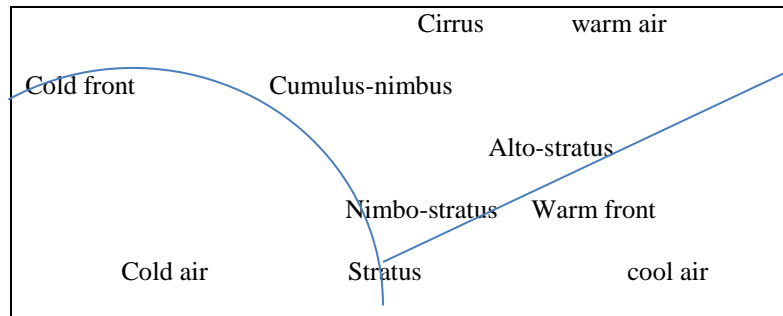 Cirrus warm air
Cold front Cumulus-nimbus
Alto-stratus
Nimbo-stratus Warm front
Cold air Stratus cool air